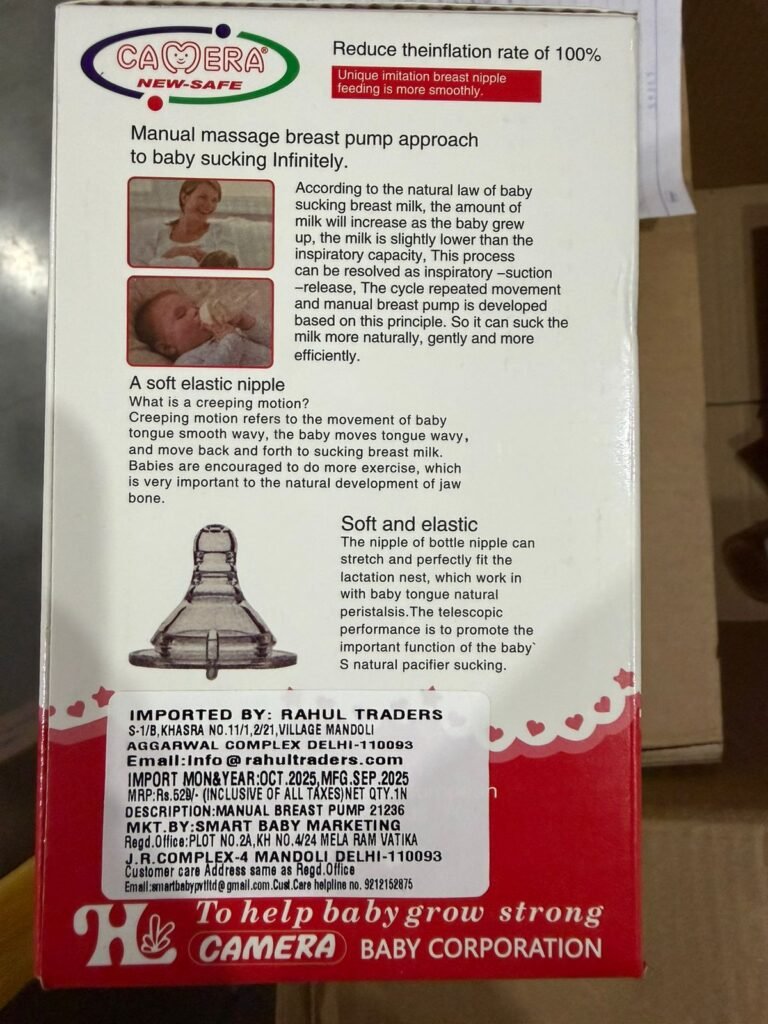 CAMERA®
NEW-SAFE
Reduce theinflation rate of 100%
Unique imitation breast nipple
feeding is more smoothly.
Manual massage breast pump approach
to baby sucking Infinitely.
According to the natural law of baby
sucking breast milk, the amount of
milk will increase as the baby grew
up, the milk is slightly lower than the
inspiratory capacity, This process
can be resolved as inspiratory –suction
–release, The cycle repeated movement
and manual breast pump is developed
based on this principle. So it can suck the
milk more naturally, gently and more
efficiently.
A soft elastic nipple
What is a creeping motion?
Creeping motion refers to the movement of baby
tongue smooth wavy, the baby moves tongue wavy,
and move back and forth to sucking breast milk.
Babies are encouraged to do more exercise, which
is very important to the natural development of jaw
bone.
Soft and elastic
The nipple of bottle nipple can
stretch and perfectly fit the
lactation nest, which work in
with baby tongue natural
peristalsis.The telescopic
performance is to promote the
important function of the baby`
S natural pacifier sucking.
IMPORTED BY: RAHUL TRADERS
S-1/B,KHASRA NO.11/1,2/21,VILLAGE MANDOLI
AGGARWAL COMPLEX DELHI-110093
Email:Info@rahultraders.com
IMPORT MON&YEAR:OCT.2025,MFG.SEP.2025
MRP:Rs.529/- (INCLUSIVE OF ALL TAXES)NET QTY.1N
DESCRIPTION:MANUAL BREAST PUMP 21236
MKT.BY:SMART BABY MARKETING
Regd.Office:PLOT NO.2A,KH NO.4/24 MELA RAM VATIKA
J.R.COMPLEX-4 MANDOLI DELHI-110093
Customer care Address same as Regd.Office
Email:smartbabypvtltd@gmail.com.Cust.Care helpline no. 9212152875
H To help baby grow strong
CAMERA BABY CORPORATION